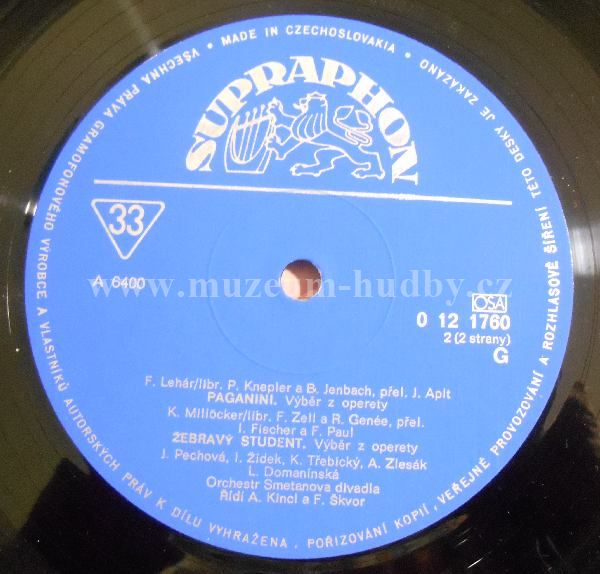 VŠECHNA PRÁVA GRAMOFONOVÉHO VÝROBCE A VLASTNÍKŮ AUTORSKÝCH PRÁV K DÍLU VYHRAŽENA. POŘIZOVÁNÍ KOPIÍ, VEŘEJNÉ PROVOZOVÁNÍ A ROZHLASOVÉ ŠÍŘENÍ TÉTO DESKY JE ZAKÁZÁNO • MADE IN CZECHOSLOVAKIA •
SUPRAPHON
33
A 6400
www.muzeum-hudby.cz
OSA
0 12 1760
2 (2 strany)
G
F. Lehár/libr. P. Knepler a B. Jenbach, přel. J. Aplt
PAGANINI. Výběr z operety
K. Millöcker/libr. F. Zell a R. Genée, přel.
I. Fischer a F. Paul
ŽEBRAVÝ STUDENT. Výběr z operety
J. Pechová, I. Žídek, K. Třebický, A. Zlesák
L. Domanínská
Orchestr Smetanova divadla
Řídí A. Kincl a F. Škvor